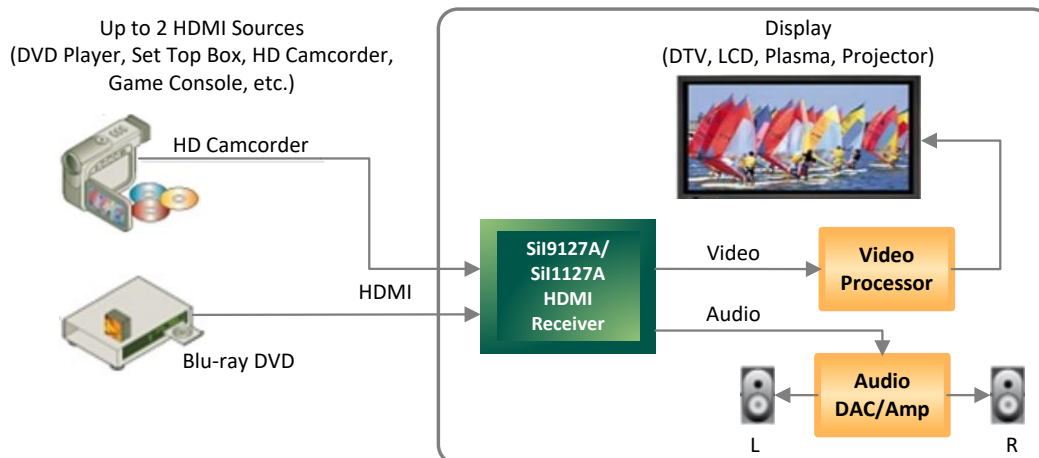 Up to 2 HDMI Sources
(DVD Player, Set Top Box, HD Camcorder,
Game Console, etc.)
HD Camcorder
HDMI
Blu-ray DVD
Display
(DTV, LCD, Plasma, Projector)
SiI9127A/
SiI1127A
HDMI
Receiver
Video
Video
Processor
Audio
Audio
DAC/Amp
L
R